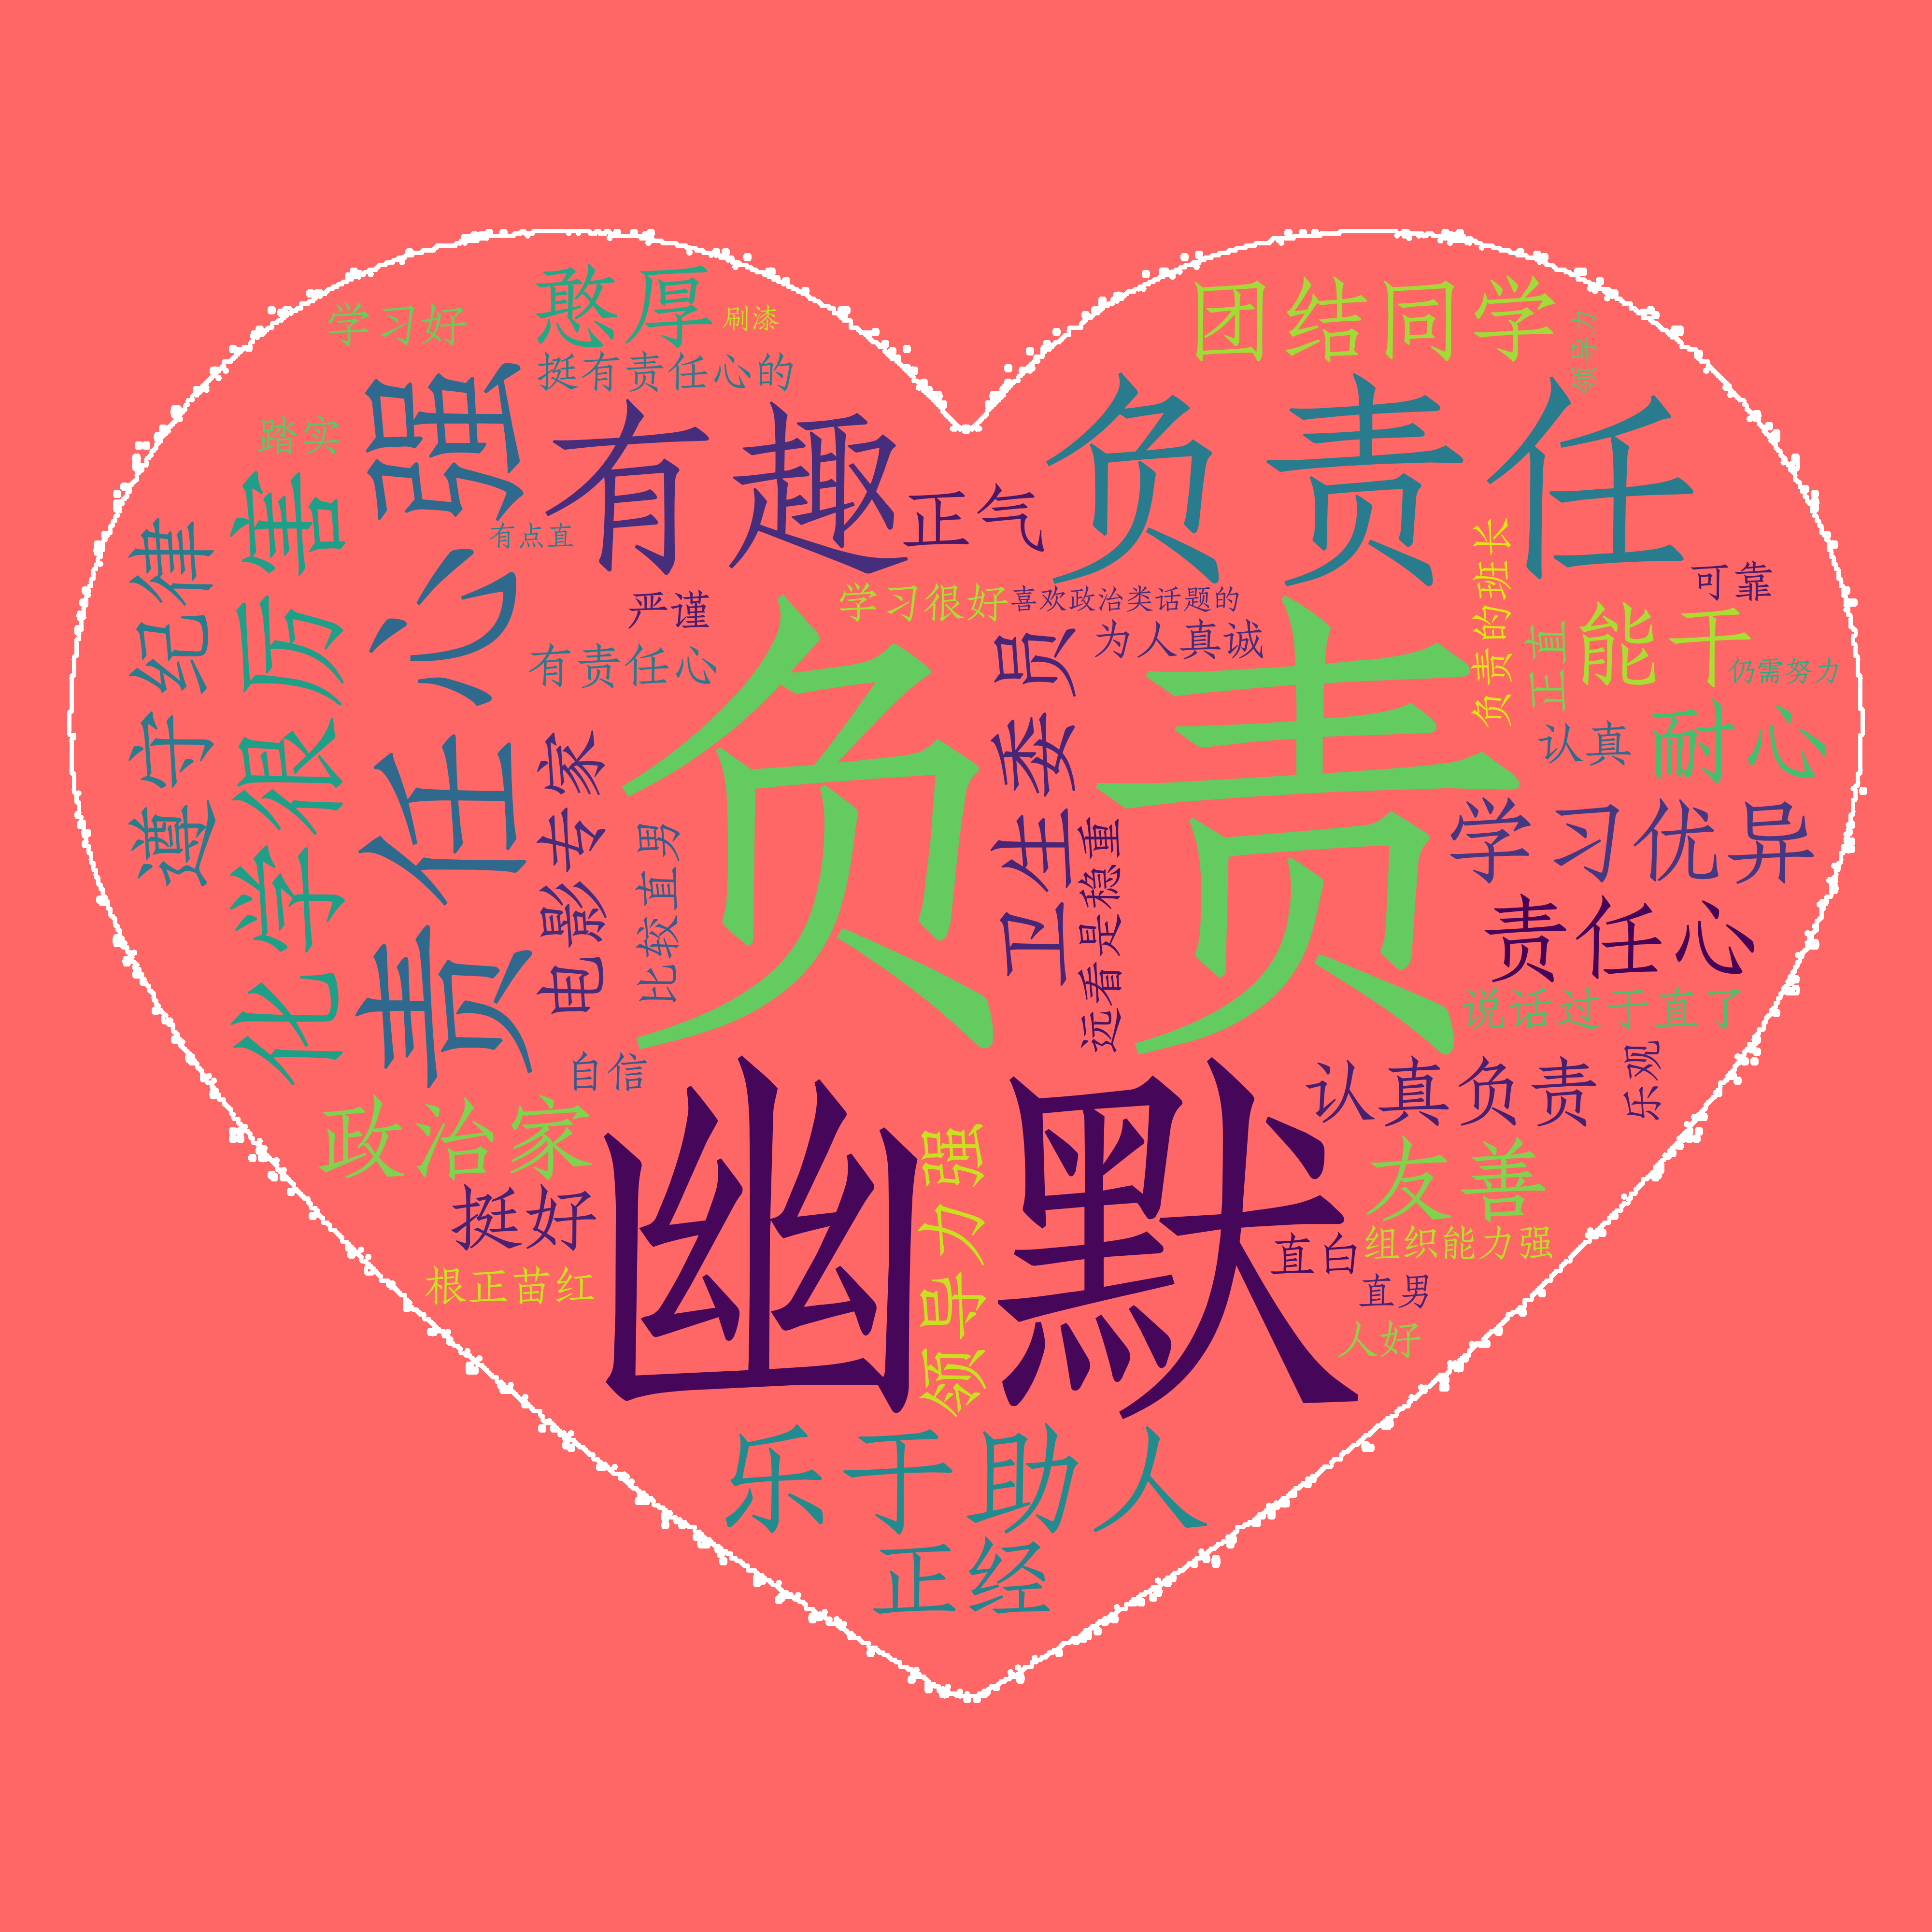 憨厚
刷漆
学习好
挺有责任心的
团结同学
领导力
有趣
负责任
踏实
责任心强
化学很厉害
遵守纪律
正气
有点直
可靠
严谨
学习很好
喜欢政治类话题的
为人真诚
负责的班长
正直
能干
仍需努力
有责任心
负责
卫生委员
认真
耐心
电影专家
比较直男
远看是稳重
学习优异
责任心
说话过于直了
自信
认真负责
乐观
政治家
幽默
领导力强
友善
挺好
直白
组织能力强
根正苗红
直男
人好
乐于助人
正经